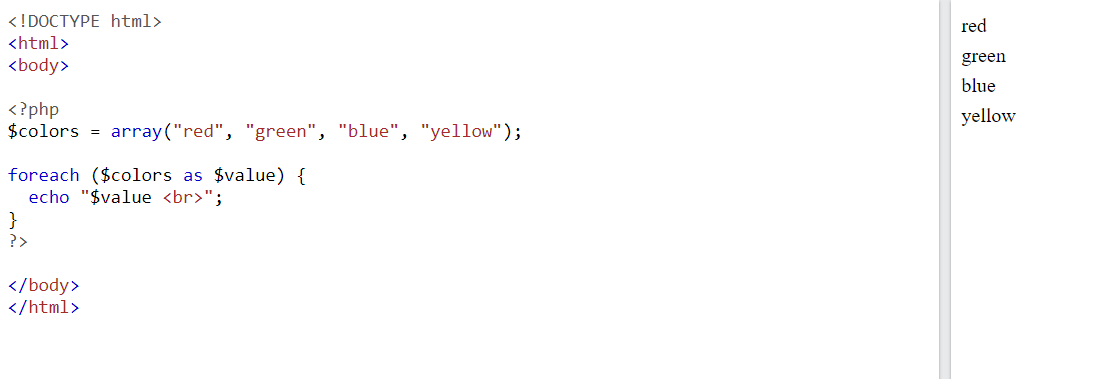 <!DOCTYPE html>
<html>
<body>
<?php
$colors = array("red", "green", "blue", "yellow");
foreach ($colors as $value) {
  echo "$value <br>";
}
?>
</body>
</html>
red
green
blue
yellow